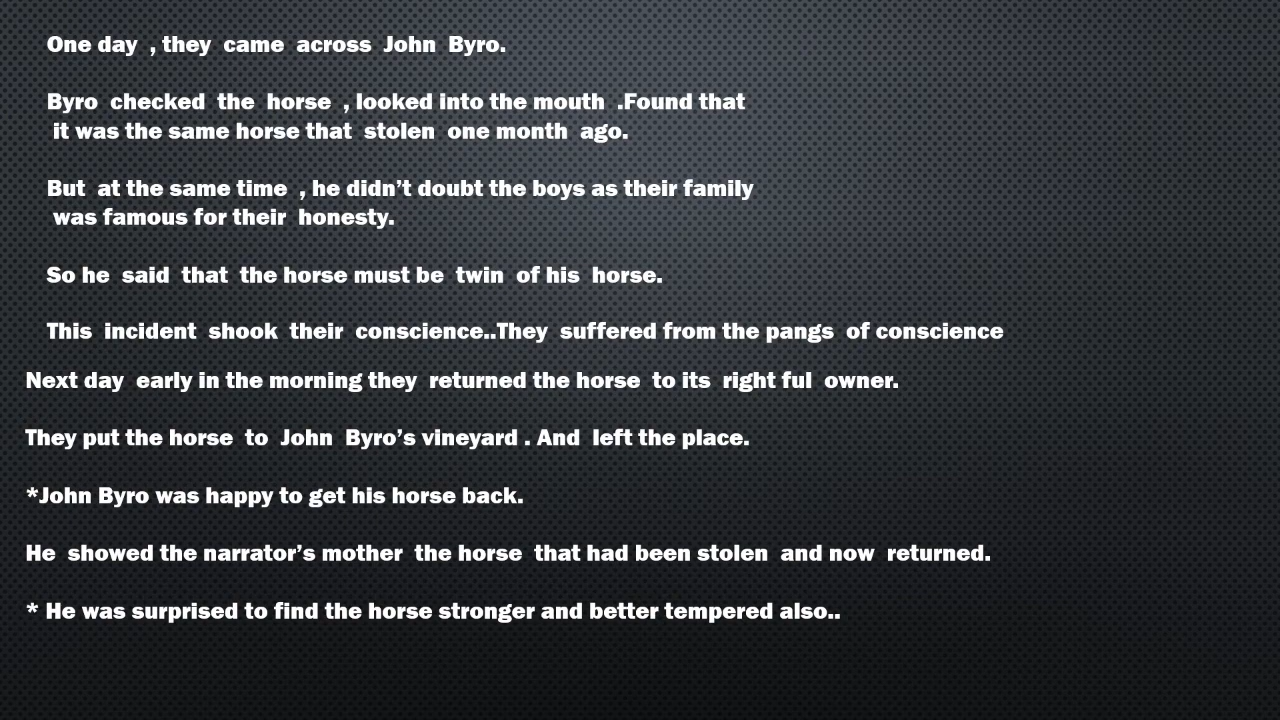 One day , they came across John Byro.
Byro checked the horse , looked into the mouth .Found that
it was the same horse that stolen one month ago.
But at the same time , he didn’t doubt the boys as their family
was famous for their honesty.
So he said that the horse must be twin of his horse.
This incident shook their conscience..They suffered from the pangs of conscience
Next day early in the morning they returned the horse to its right ful owner.
They put the horse to John Byro’s vineyard . And left the place.
*John Byro was happy to get his horse back.
He showed the narrator’s mother the horse that had been stolen and now returned.
* He was surprised to find the horse stronger and better tempered also..